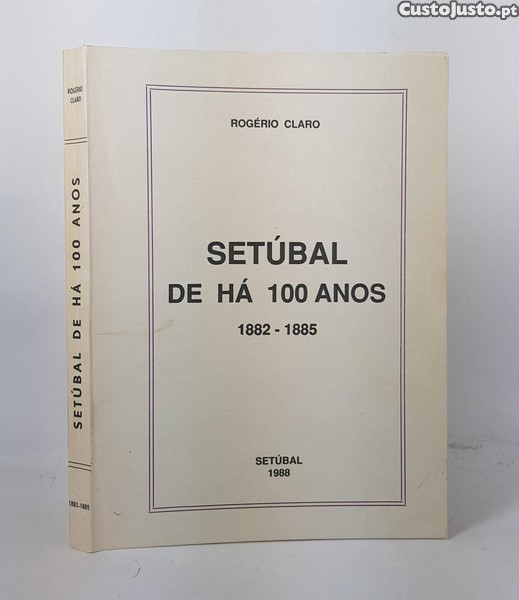 CustoJusto.pt
ROGÉRIO
CLARO
SETÚBAL DE HÁ 100 ANOS
1882-1885
ROGÉRIO CLARO
SETÚBAL
DE HÁ 100 ANOS
1882 - 1885
SETÚBAL
1988